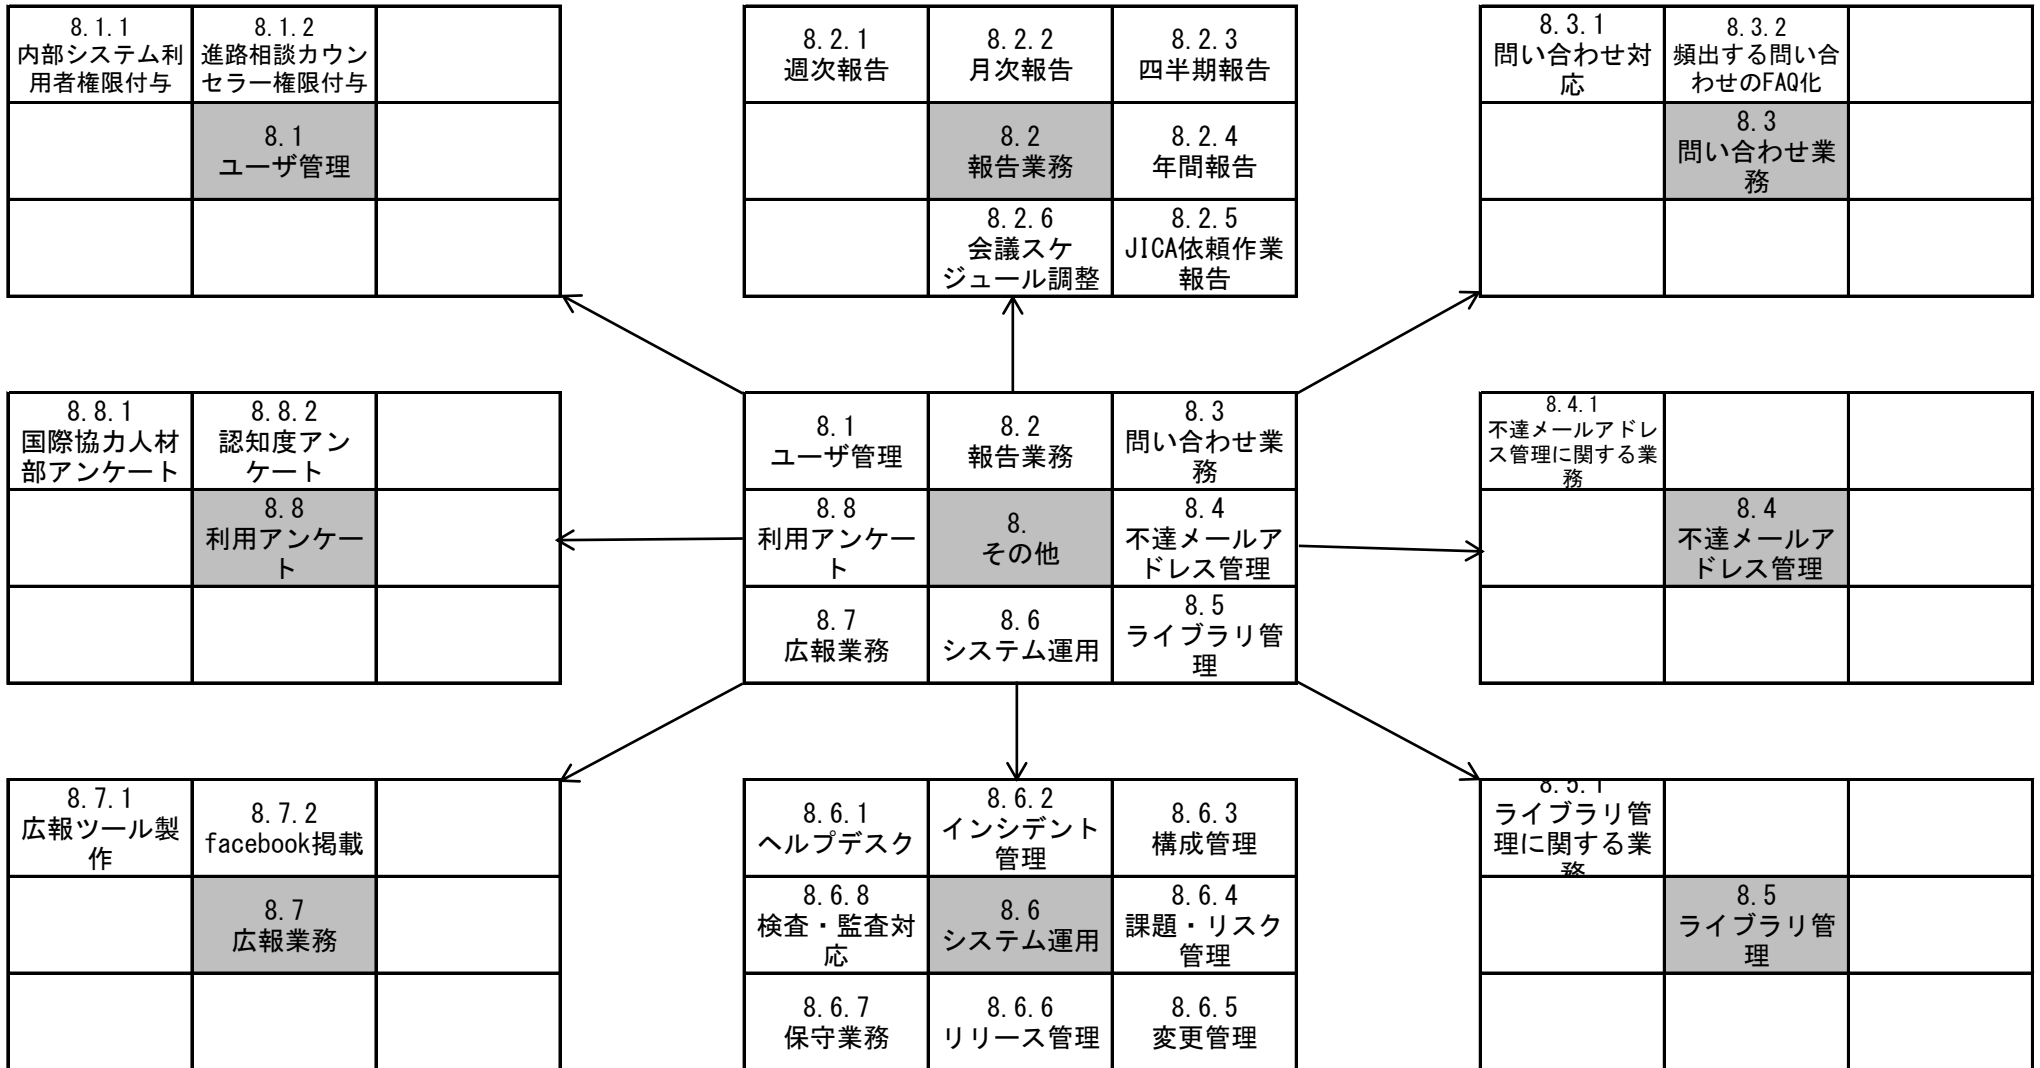 8.1.1
内部システム利
用者権限付与
8.1.2
進路相談カウン
セラー権限付与
8.1
ユーザ管理
8.2.1
週次報告
8.2.2
月次報告
8.2.3
四半期報告
8.2
報告業務
8.2.4
年間報告
8.2.6
会議スケ
ジュール調整
8.2.5
JICA依頼作業
報告
8.3.1
問い合わせ対
応
8.3.2
頻出する問い合
わせのFAQ化
8.3
問い合わせ業
務
8.8.1
国際協力人材
部アンケート
8.8.2
認知度アン
ケート
8.8
利用アンケー
ト
8.1
ユーザ管理
8.2
報告業務
8.3
問い合わせ業
務
8.8
利用アンケー
ト
8.
その他
8.4
不達メールア
ドレス管理
8.7
広報業務
8.6
システム運用
8.5
ライブラリ管
理
8.4.1
不達メールアドレ
ス管理に関する業
務
8.4
不達メールア
ドレス管理
8.7.1
広報ツール製
作
8.7.2
facebook掲載
8.7
広報業務
8.6.1
ヘルプデスク
8.6.2
インシデント
管理
8.6.3
構成管理
8.6.8
検査・監査対
応
8.6
システム運用
8.6.4
課題・リスク
管理
8.6.7
保守業務
8.6.6
リリース管理
8.6.5
変更管理
8.5.1
ライブラリ管
理に関する業
務
8.5
ライブラリ管
理